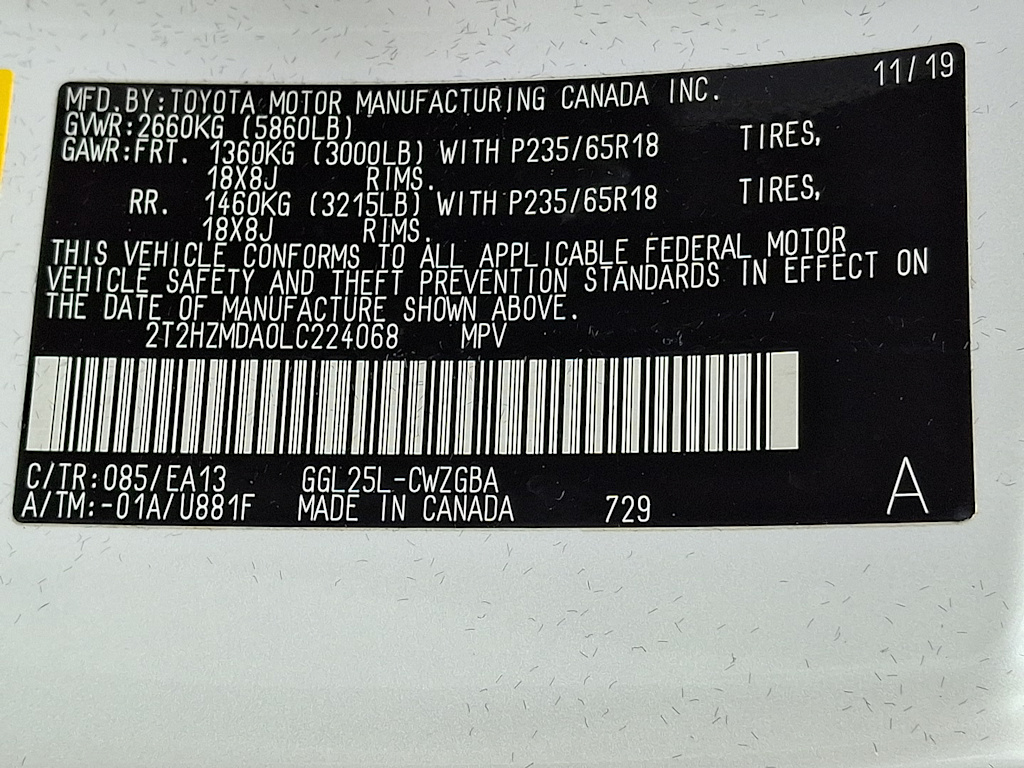 MFD.BY:TOYOTA MOTOR MANUFACTURING CANADA INC. 11/19
GVWR:2660KG (5860LB)
GAWR:FRT. 1360KG (3000LB) WITH P235/65R18 TIRES,
18X8J RIMS.
RR. 1460KG (3215LB) WITH P235/65R18 TIRES,
18X8J RIMS.
THIS VEHICLE CONFORMS TO ALL APPLICABLE FEDERAL MOTOR
VEHICLE SAFETY AND THEFT PREVENTION STANDARDS IN EFFECT ON
THE DATE OF MANUFACTURE SHOWN ABOVE.
2T2HZMDA0LC224068 MPV
C/TR:085/EA13 GGL25L-CWZGBA
A/TM:-01A/U881F MADE IN CANADA 729 A